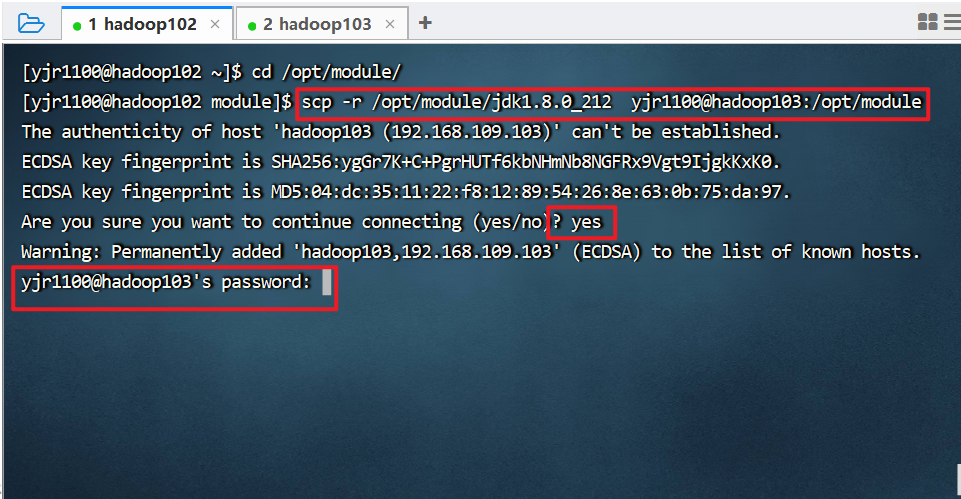 1 hadoop102 × 2 hadoop103 × +
[yjr1100@hadoop102 ~]$ cd /opt/module/
[yjr1100@hadoop102 module]$ scp -r /opt/module/jdk1.8.0_212  yjr1100@hadoop103:/opt/module
The authenticity of host 'hadoop103 (192.168.109.103)' can't be established.
ECDSA key fingerprint is SHA256:ygGr7K+C+PgrHUTf6kbNHmNb8NGFRx9Vgt9IjgkKxK0.
ECDSA key fingerprint is MD5:04:dc:35:11:22:f8:12:89:54:26:8e:63:0b:75:da:97.
Are you sure you want to continue connecting (yes/no)? yes
Warning: Permanently added 'hadoop103,192.168.109.103' (ECDSA) to the list of known hosts.
yjr1100@hadoop103's password: